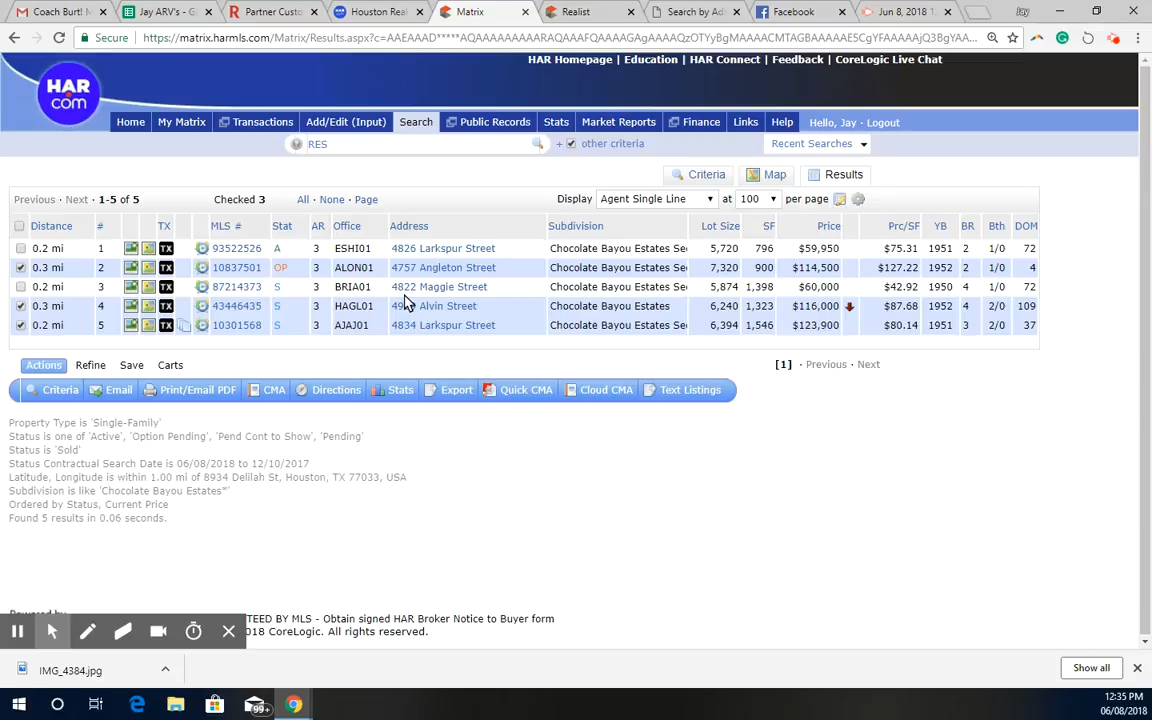 Coach Burt! M
Jay ARV's - G
Partner Custo
Houston Real
Matrix
Realist
Search by Ad
Facebook
Jun 8, 2018 1
Jay
Secure
https://matrix.harmls.com/Matrix/Results.aspx?c=AAEAAAD*****AQAAAAAAAAARAQAAAFQAAAAGAgAAAAQzOTYyBgMAAAACMTAGBAAAAAE5CgYFAAAAAjQ3BgYAA...
HAR Homepage | Education | HAR Connect | Feedback | CoreLogic Live Chat
HAR
com
Home My Matrix Transactions Add/Edit (Input) Search Public Records Stats Market Reports Finance Links Help Hello, Jay - Logout
RES + other criteria Recent Searches
Criteria Map Results
Previous · Next · 1-5 of 5 Checked 3 All · None · Page Display Agent Single Line at 100 per page
Distance # TX MLS # Stat AR Office Address Subdivision Lot Size SF Price Prc/SF YB BR Bth DOM
0.2 mi 1 TX 93522526 A 3 ESHI01 4826 Larkspur Street Chocolate Bayou Estates Se 5,720 796 $59,950 $75.31 1951 2 1/0 72
0.3 mi 2 TX 10837501 OP 3 ALON01 4757 Angleton Street Chocolate Bayou Estates Se 7,320 900 $114,500 $127.22 1952 2 1/0 4
0.2 mi 3 TX 87214373 S 3 BRIA01 4822 Maggie Street Chocolate Bayou Estates Se 5,874 1,398 $60,000 $42.92 1950 4 1/0 72
0.3 mi 4 TX 43446435 S 3 HAGL01 Alvin Street Chocolate Bayou Estates 6,240 1,323 $116,000 $87.68 1952 4 2/0 109
0.2 mi 5 TX 10301568 S 3 AJAJ01 4834 Larkspur Street Chocolate Bayou Estates Se 6,394 1,546 $123,900 $80.14 1951 3 2/0 37
Actions Refine Save Carts [1] · Previous · Next
Criteria Email Print/Email PDF CMA Directions Stats Export Quick CMA Cloud CMA Text Listings
Property Type is 'Single-Family'
Status is one of 'Active', 'Option Pending', 'Pend Cont to Show', 'Pending'
Status is 'Sold'
Status Contractual Search Date is 06/08/2018 to 12/10/2017
Latitude, Longitude is within 1.00 mi of 8934 Delilah St, Houston, TX 77033, USA
Subdivision is like 'Chocolate Bayou Estates*'
Ordered by Status, Current Price
Found 5 results in 0.06 seconds.
TEED BY MLS - Obtain signed HAR Broker Notice to Buyer form
018 CoreLogic. All rights reserved.
IMG_4384.jpg
Show all
99+
12:35 PM
06/08/2018